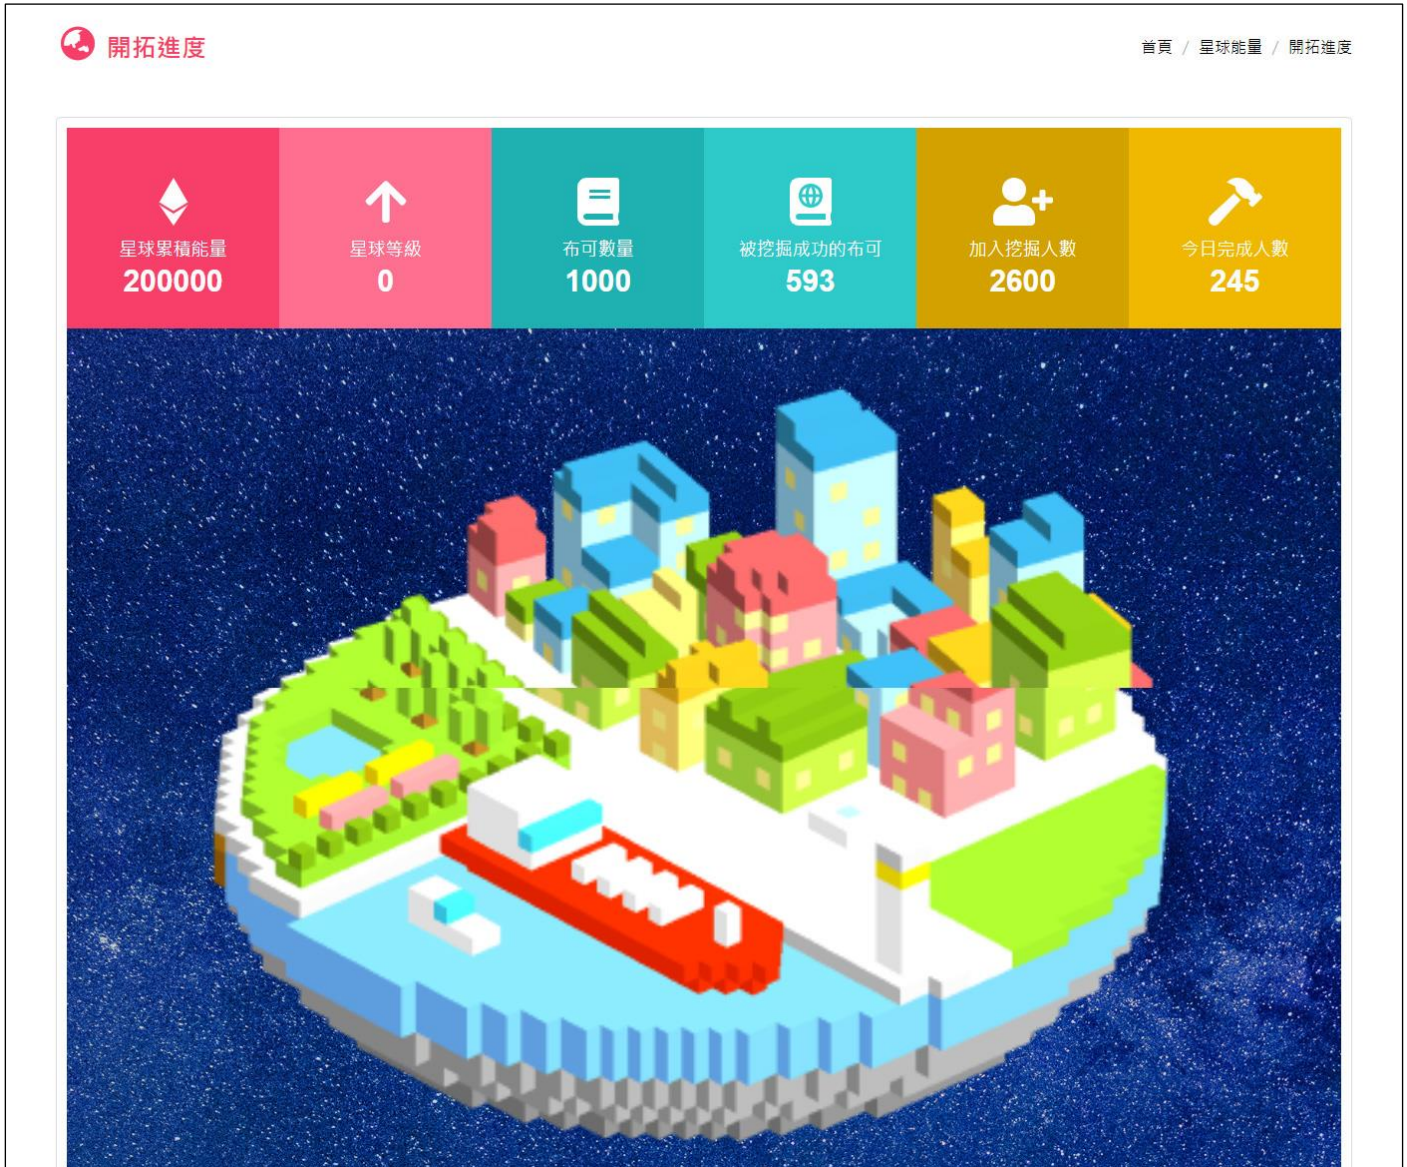 開拓進度
首頁 / 星球能量 / 開拓進度
星球累積能量
200000
星球等級
0
布可數量
1000
被挖掘成功的布可
593
加入挖掘人數
2600
今日完成人數
245